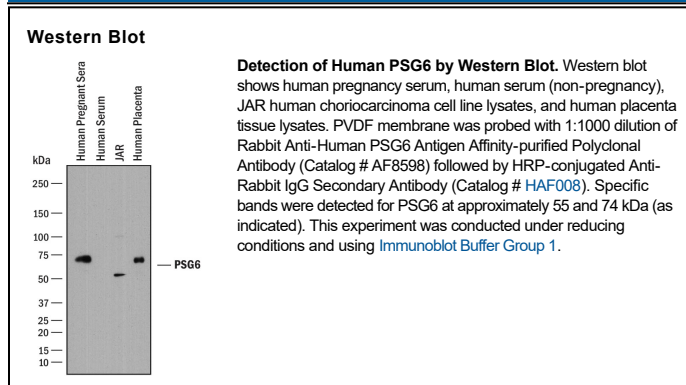 Western Blot
Human Pregnant Sera
Human Serum
JAR
Human Placenta
kDa
250
150
100
75
50
37
25
20
15
10
PSG6
Detection of Human PSG6 by Western Blot. Western blot
shows human pregnancy serum, human serum (non-pregnancy),
JAR human choriocarcinoma cell line lysates, and human placenta
tissue lysates. PVDF membrane was probed with 1:1000 dilution of
Rabbit Anti-Human PSG6 Antigen Affinity-purified Polyclonal
Antibody (Catalog # AF8598) followed by HRP-conjugated Anti-
Rabbit IgG Secondary Antibody (Catalog # HAF008). Specific
bands were detected for PSG6 at approximately 55 and 74 kDa (as
indicated). This experiment was conducted under reducing
conditions and using Immunoblot Buffer Group 1.